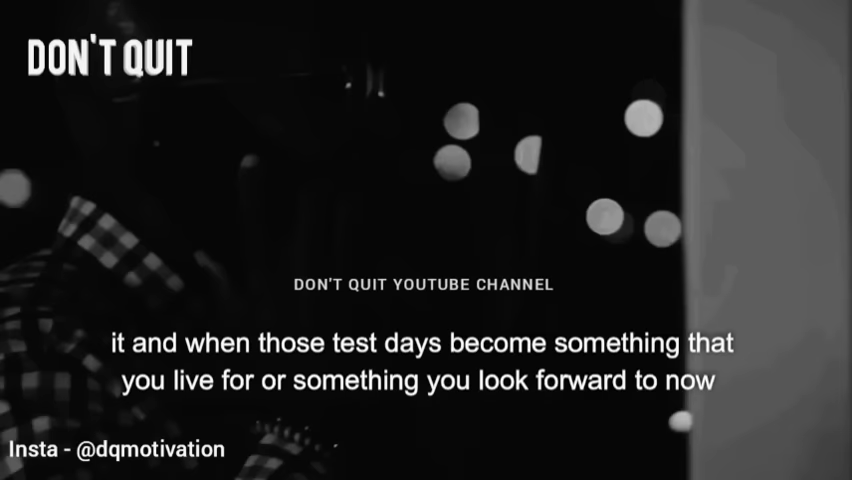 DON'T QUIT
DON'T QUIT YOUTUBE CHANNEL
it and when those test days become something that
you live for or something you look forward to now
Insta - @dqmotivation